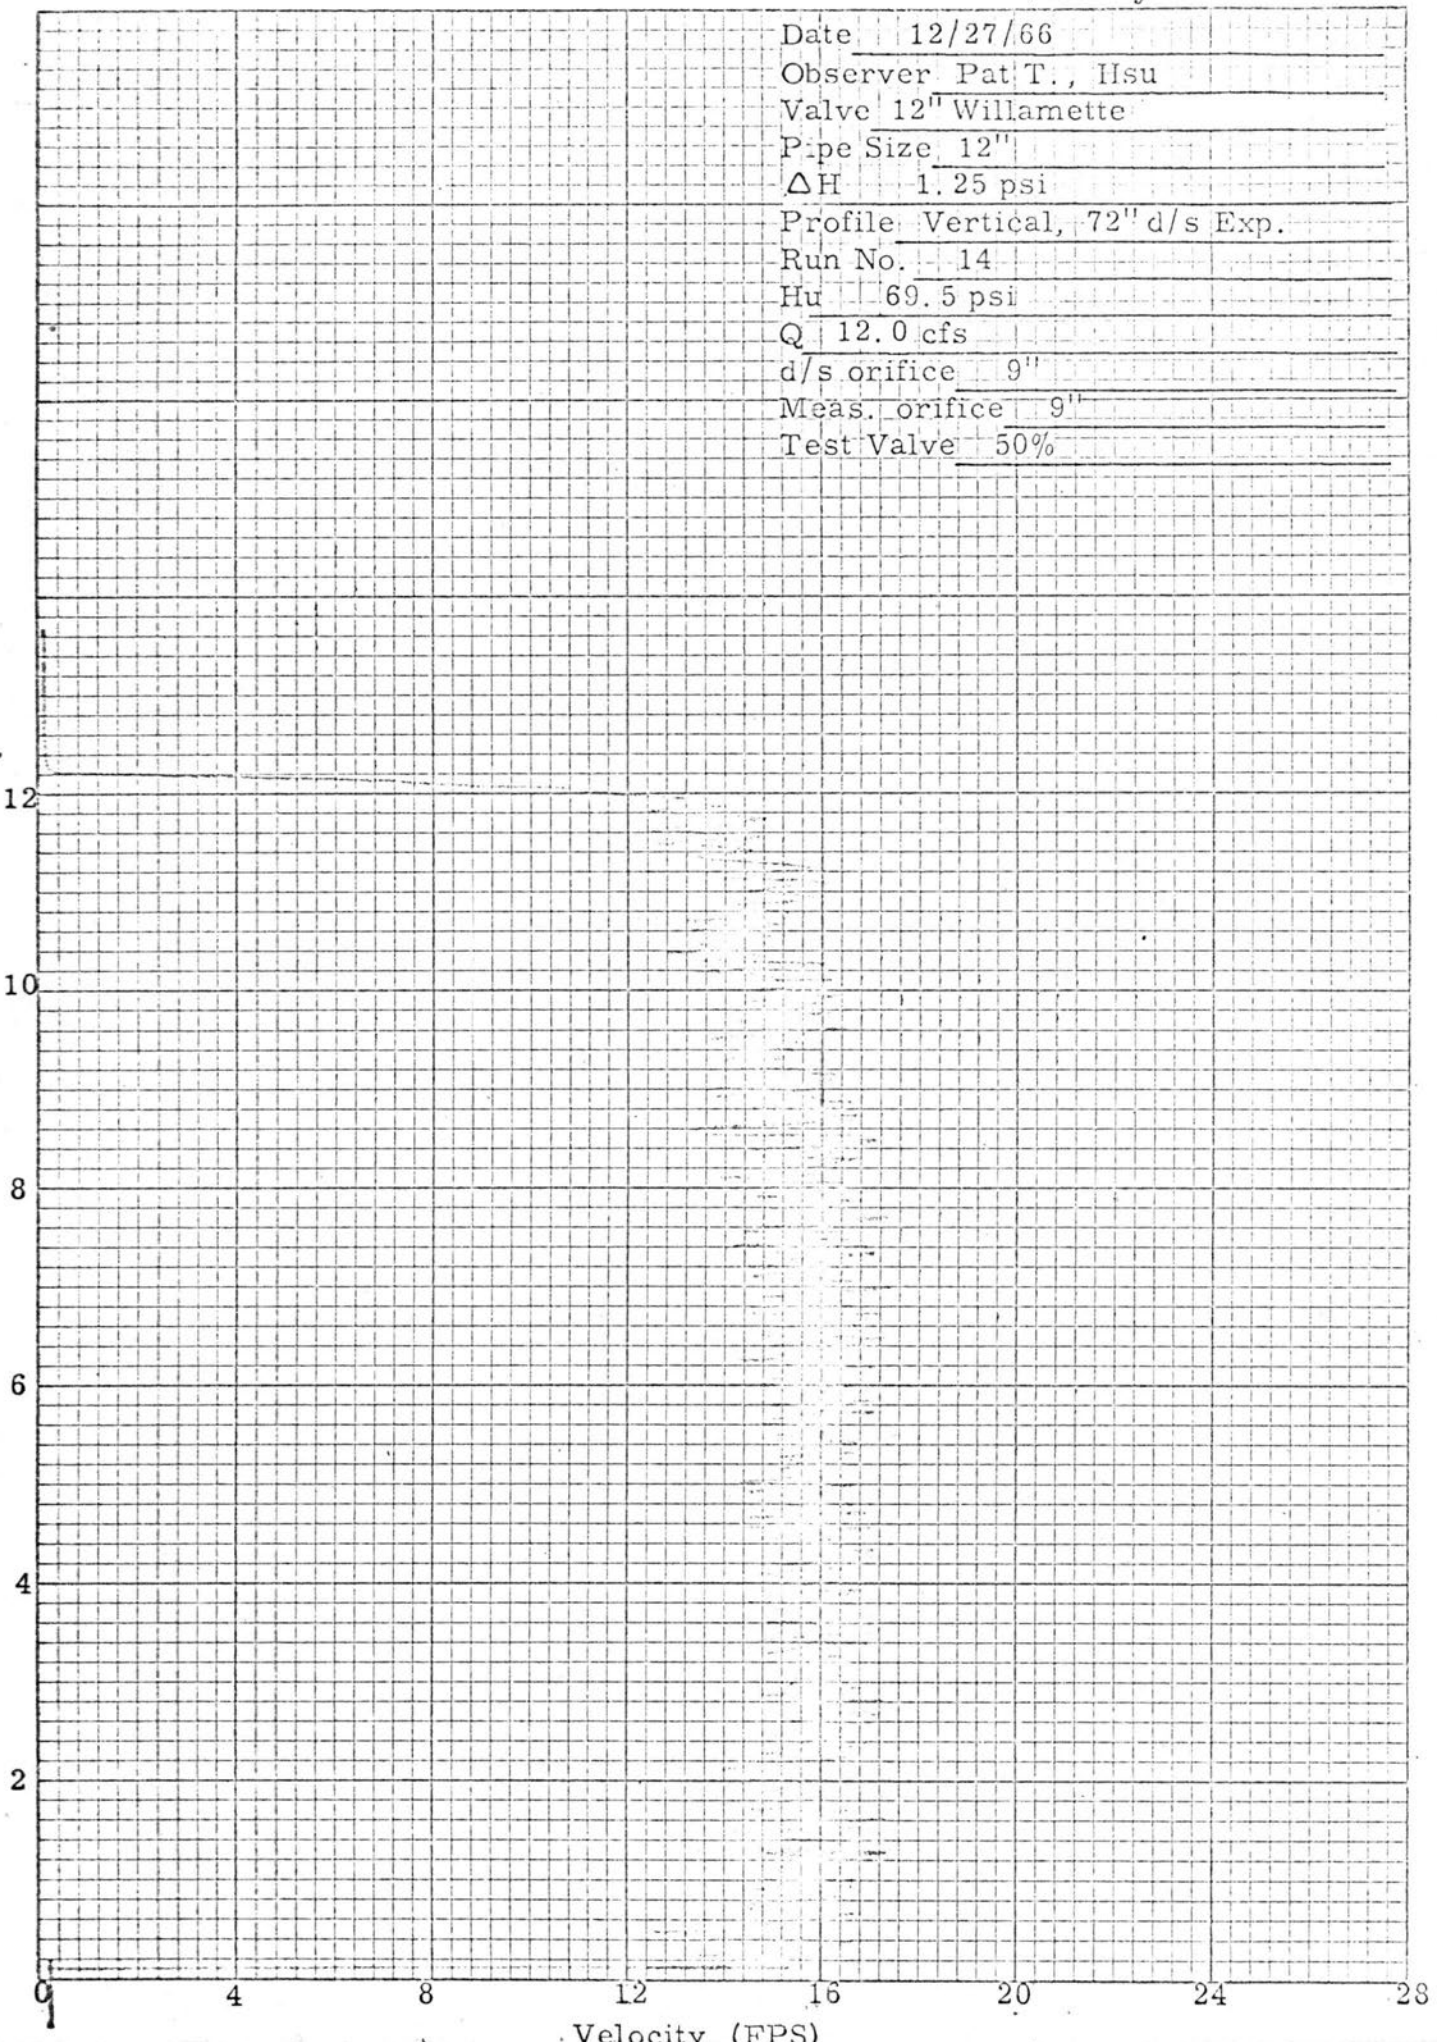 Date 12/27/66
Observer Pat T., Hsu
Valve 12" Willamette
Pipe Size 12"
ΔH 1.25 psi
Profile Vertical, 72" d/s Exp.
Run No. 14
Hu 69.5 psi
Q 12.0 cfs
d/s orifice 9"
Meas. orifice 9"
Test Valve 50%
12
10
8
6
4
2
0 4 8 12 16 20 24 28
Velocity (FPS)